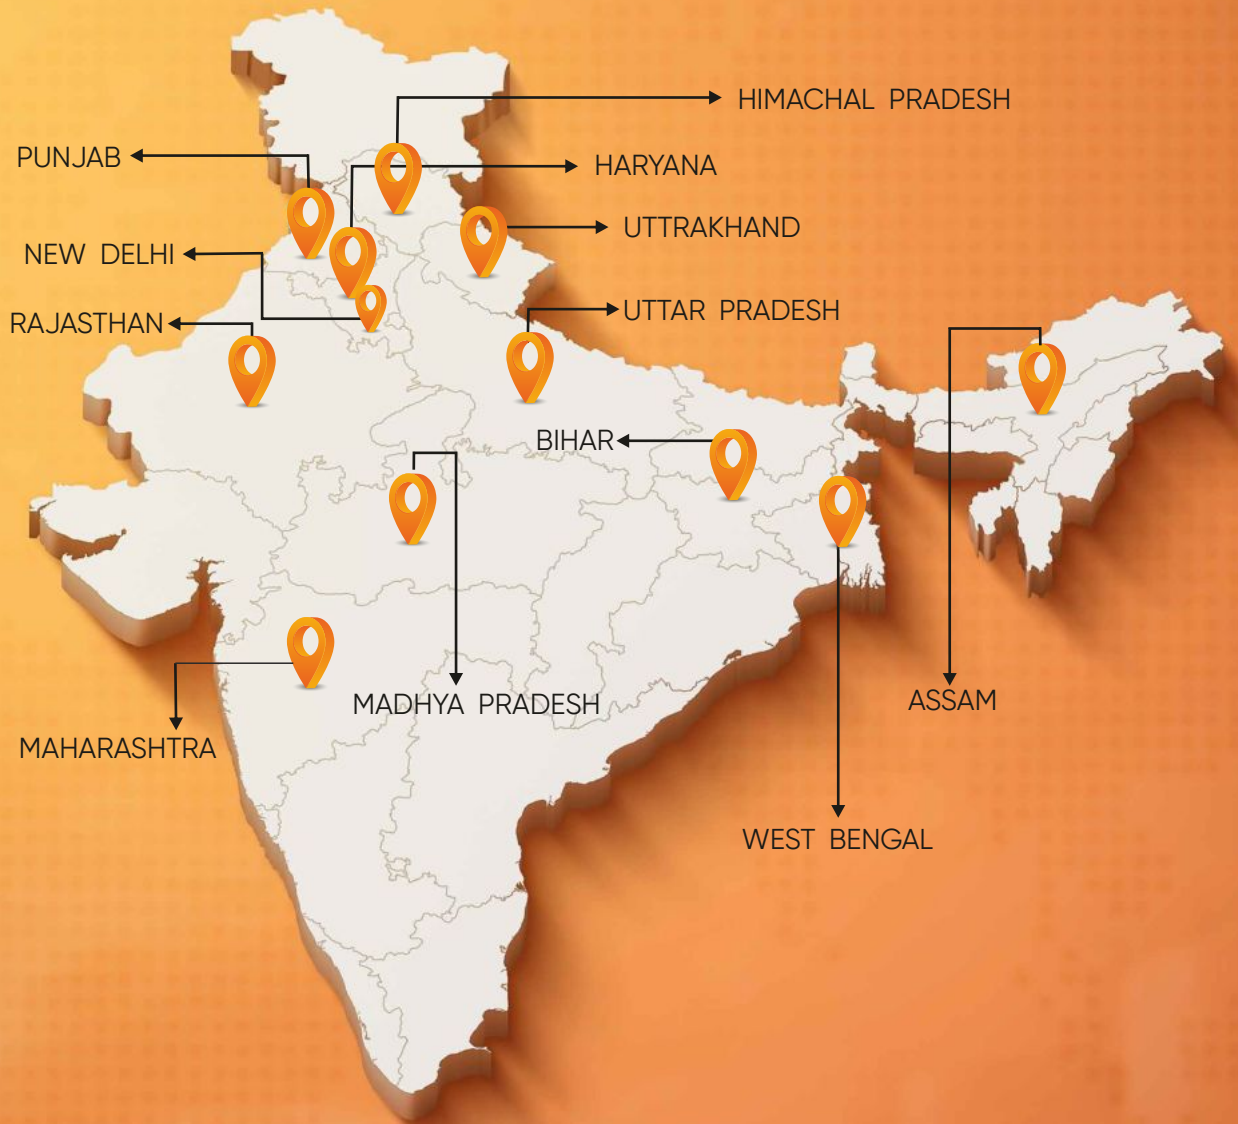 HIMACHAL PRADESH
PUNJAB
HARYANA
UTTRAKHAND
NEW DELHI
UTTAR PRADESH
RAJASTHAN
BIHAR
MADHYA PRADESH
ASSAM
MAHARASHTRA
WEST BENGAL